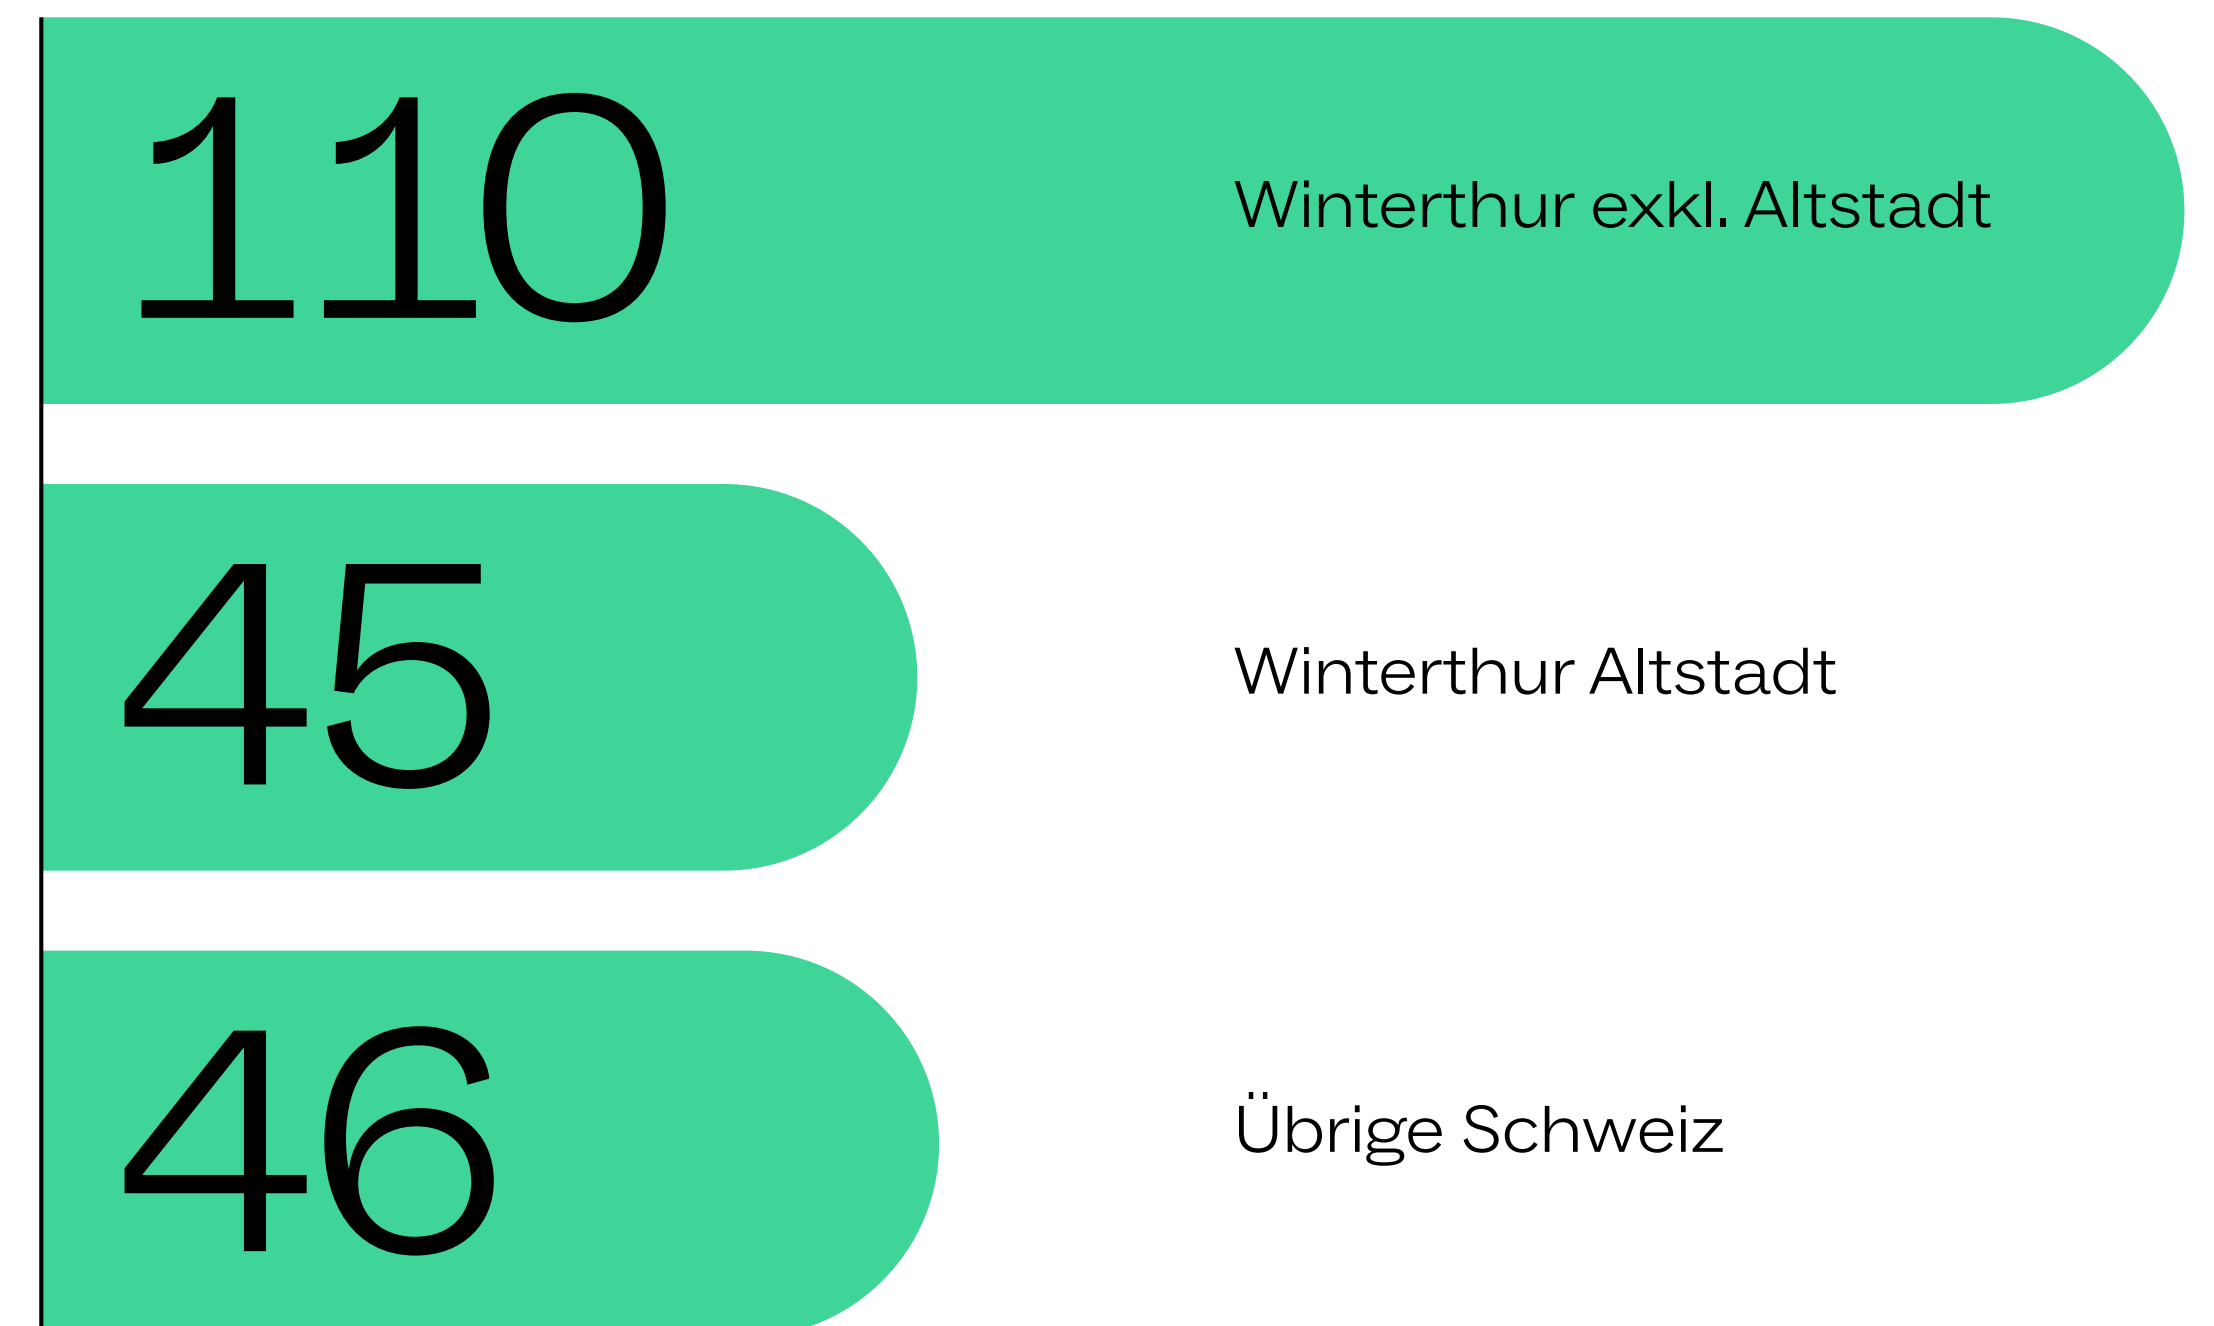 110
Winterthur exkl. Altstadt
45
Winterthur Altstadt
46
Übrige Schweiz